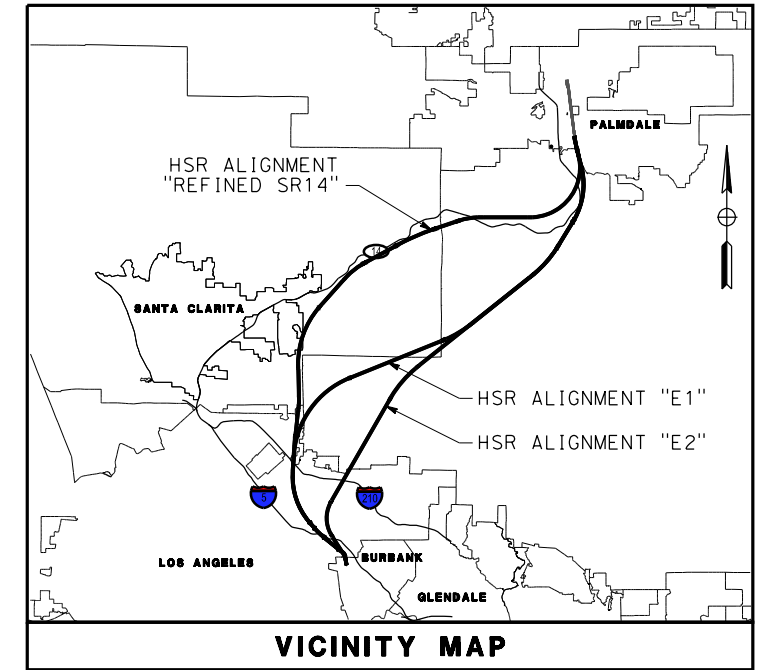 PALMDALE
HSR ALIGNMENT
"REFINED SR14"
14
SANTA CLARITA
HSR ALIGNMENT "E1"
HSR ALIGNMENT "E2"
5
210
LOS ANGELES
BURBANK
GLENDALE
VICINITY MAP